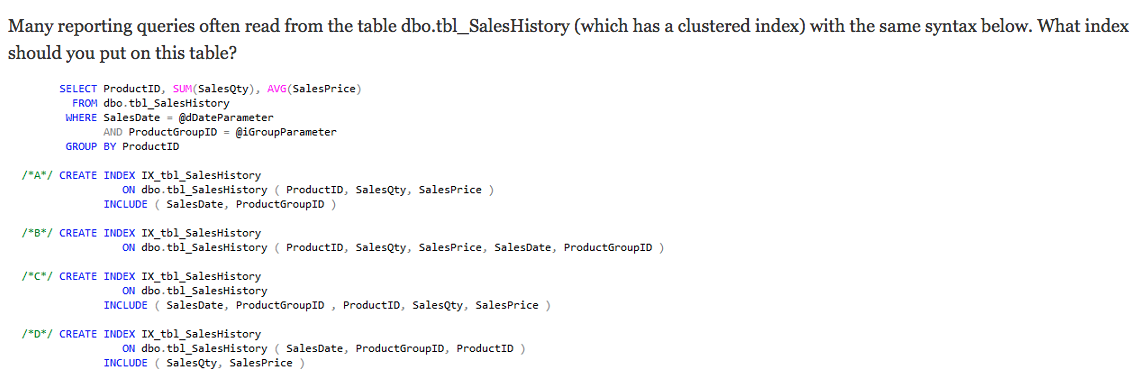 Many reporting queries often read from the table dbo.tbl_SalesHistory (which has a clustered index) with the same syntax below. What index
should you put on this table?
SELECT ProductID, SUM(SalesQty), AVG(SalesPrice)
FROM dbo.tbl_SalesHistory
WHERE SalesDate = @dDateParameter
AND ProductGroupID = @iGroupParameter
GROUP BY ProductID
/*A*/ CREATE INDEX IX_tbl_SalesHistory
ON dbo.tbl_SalesHistory ( ProductID, SalesQty, SalesPrice )
INCLUDE ( SalesDate, ProductGroupID )
/*B*/ CREATE INDEX IX_tbl_SalesHistory
ON dbo.tbl_SalesHistory ( ProductID, SalesQty, SalesPrice, SalesDate, ProductGroupID )
/*C*/ CREATE INDEX IX_tbl_SalesHistory
ON dbo.tbl_SalesHistory
INCLUDE ( SalesDate, ProductGroupID , ProductID, SalesQty, SalesPrice )
/*D*/ CREATE INDEX IX_tbl_SalesHistory
ON dbo.tbl_SalesHistory ( SalesDate, ProductGroupID, ProductID )
INCLUDE ( SalesQty, SalesPrice )